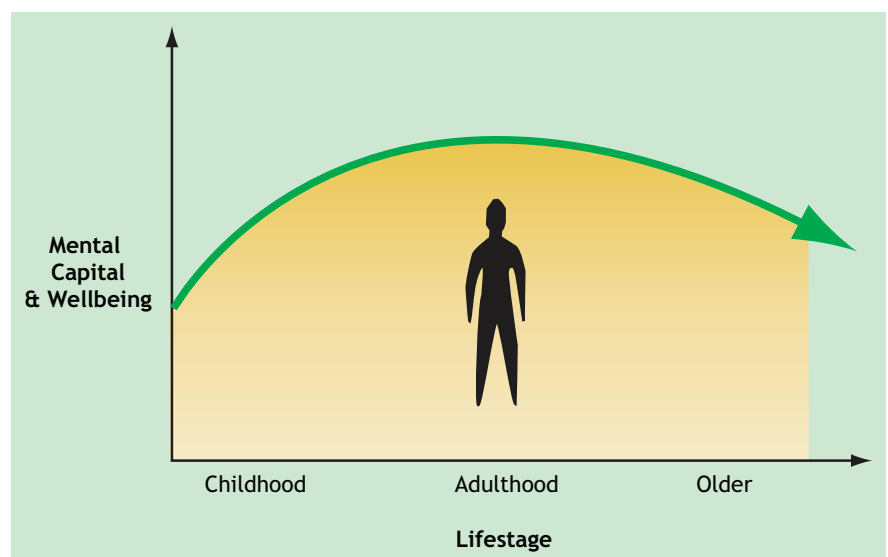 Mental
Capital
& Wellbeing
Childhood
Adulthood
Older
Lifestage